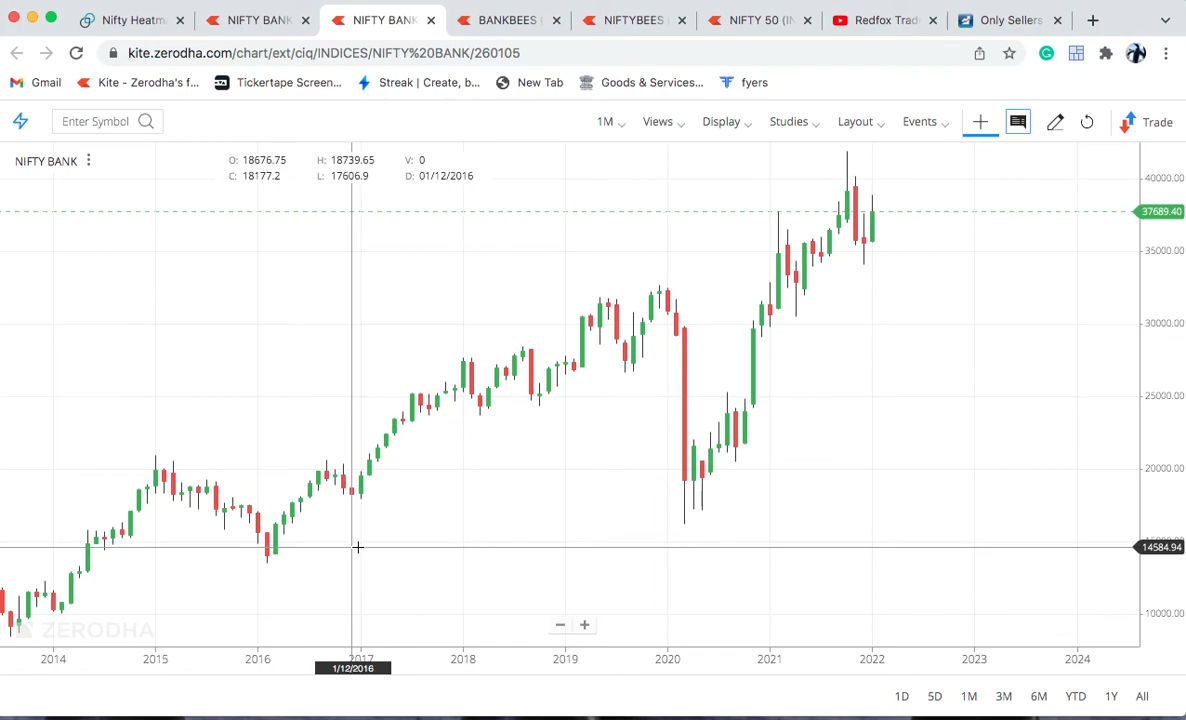 Nifty Heatm
NIFTY BANK
NIFTY BANK
BANKBEES
NIFTYBEES
NIFTY 50 (IN
Redfox Trad
Only Sellers
kite.zerodha.com/chart/ext/ciq/INDICES/NIFTY%20BANK/260105
Gmail
Kite - Zerodha's f...
Tickertape Screen...
Streak | Create, b...
New Tab
Goods & Services...
fyers
Enter Symbol
1M
Views
Display
Studies
Layout
Events
Trade
NIFTY BANK
O: 18676.75 H: 18739.65 V: 0
C: 18177.2 L: 17606.9 D: 01/12/2016
40000.00
37689.40
35000.00
30000.00
25000.00
20000.00
14584.94
10000.00
ZERODHA
2014 2015 2016 2017 2018 2019 2020 2021 2022 2023 2024
1/12/2016
1D 5D 1M 3M 6M YTD 1Y All